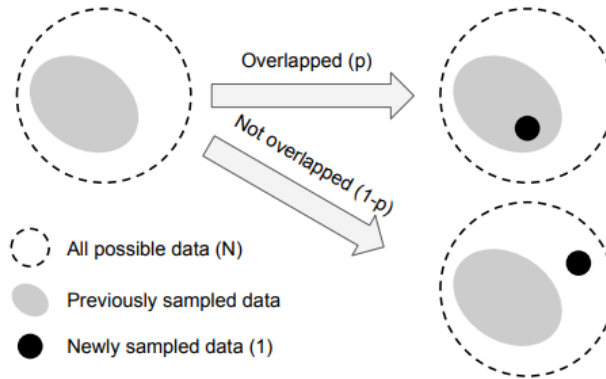 Overlapped (p)
Not overlapped (1-p)
All possible data (N)
Previously sampled data
Newly sampled data (1)